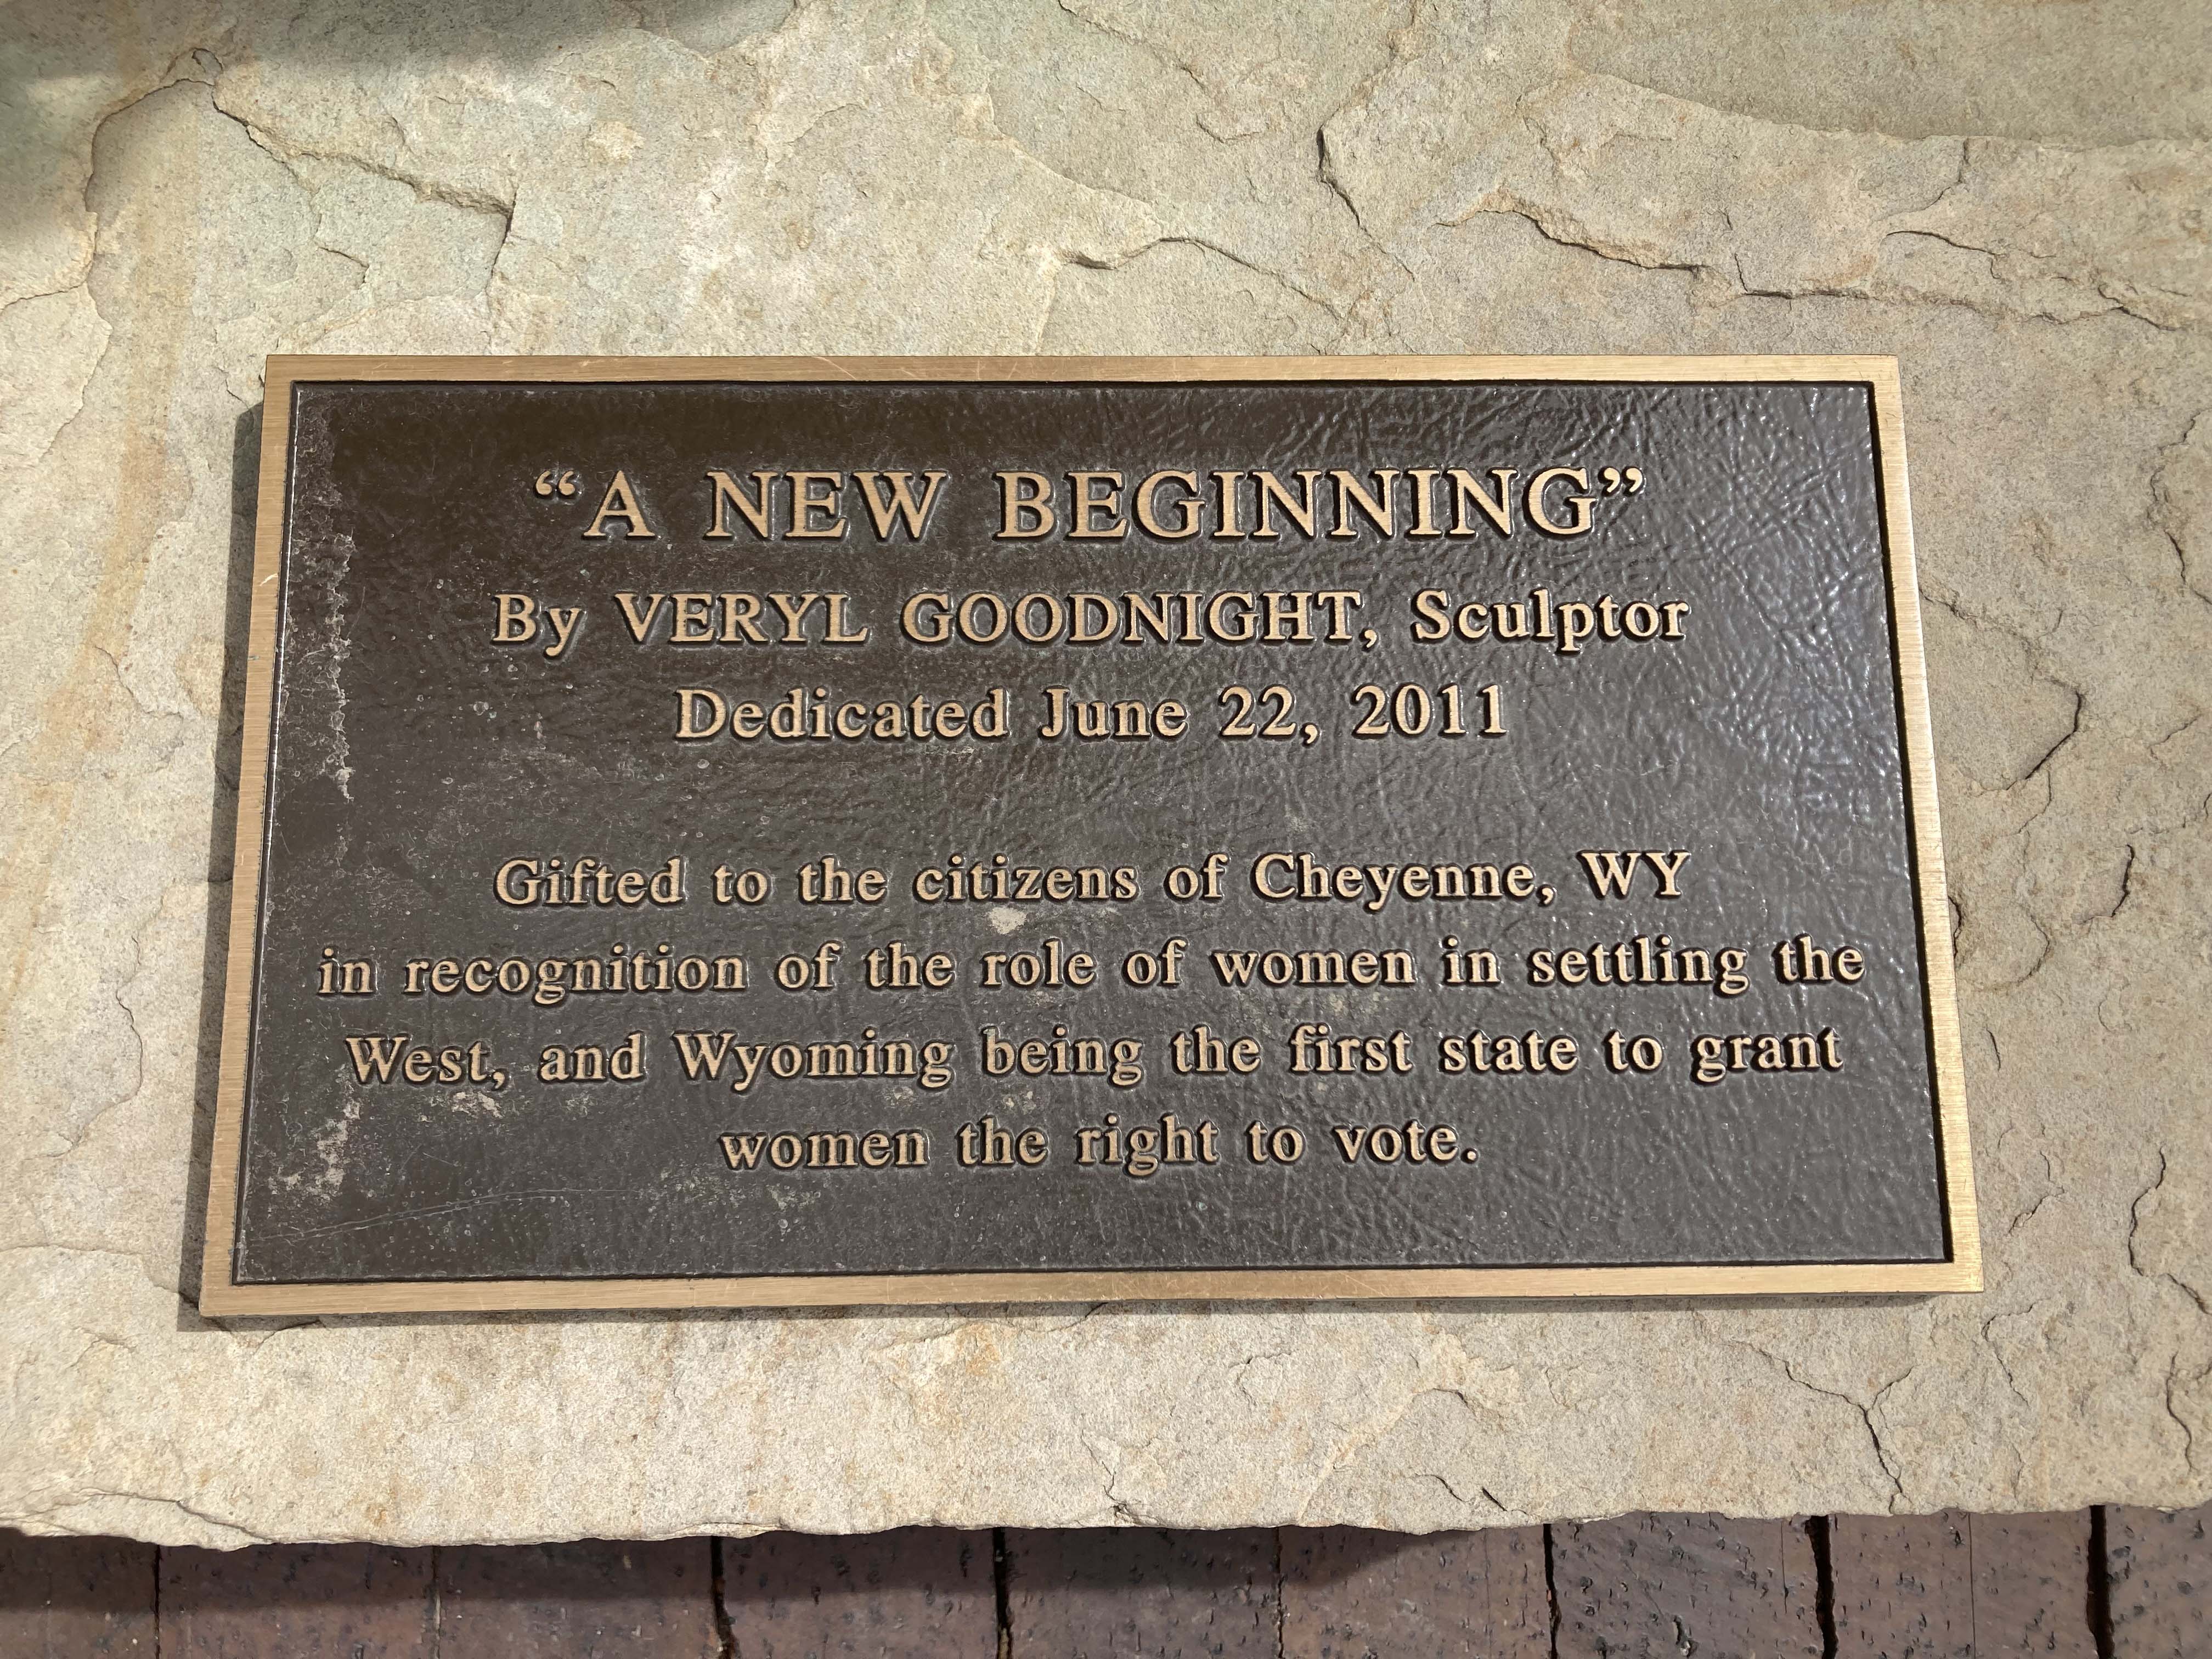 “A NEW BEGINNING”
By VERYL GOODNIGHT, Sculptor
Dedicated June 22, 2011
Gifted to the citizens of Cheyenne, WY
in recognition of the role of women in settling the
West, and Wyoming being the first state to grant
women the right to vote.